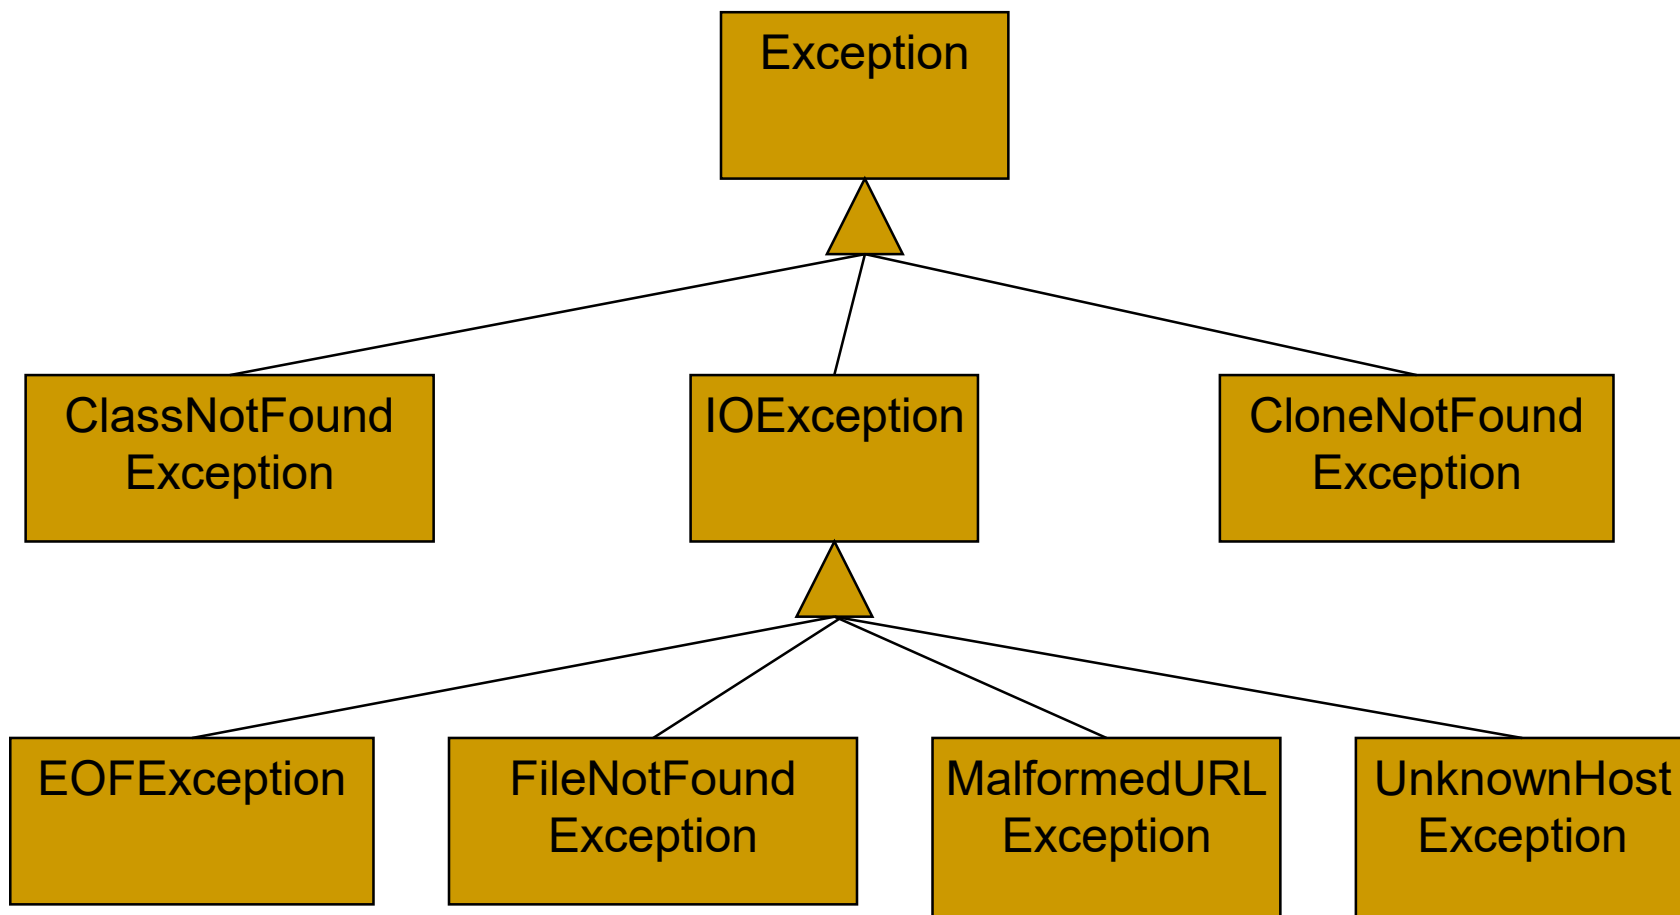 Exception
ClassNotFound
Exception
IOException
CloneNotFound
Exception
EOFException
FileNotFound
Exception
MalformedURL
Exception
UnknownHost
Exception